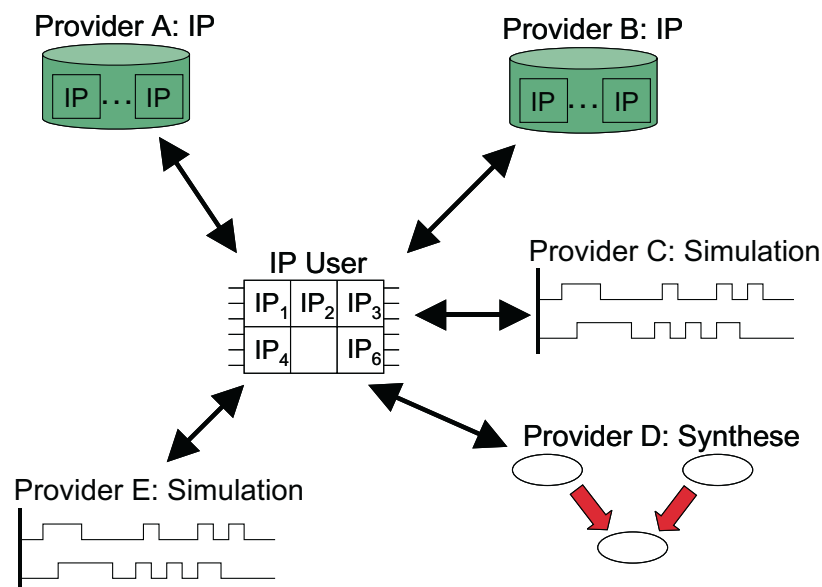 Provider A: IP
IP ... IP
Provider B: IP
IP ... IP
IP User
IP1 IP2 IP3
IP4 IP6
Provider C: Simulation
Provider D: Synthese
Provider E: Simulation